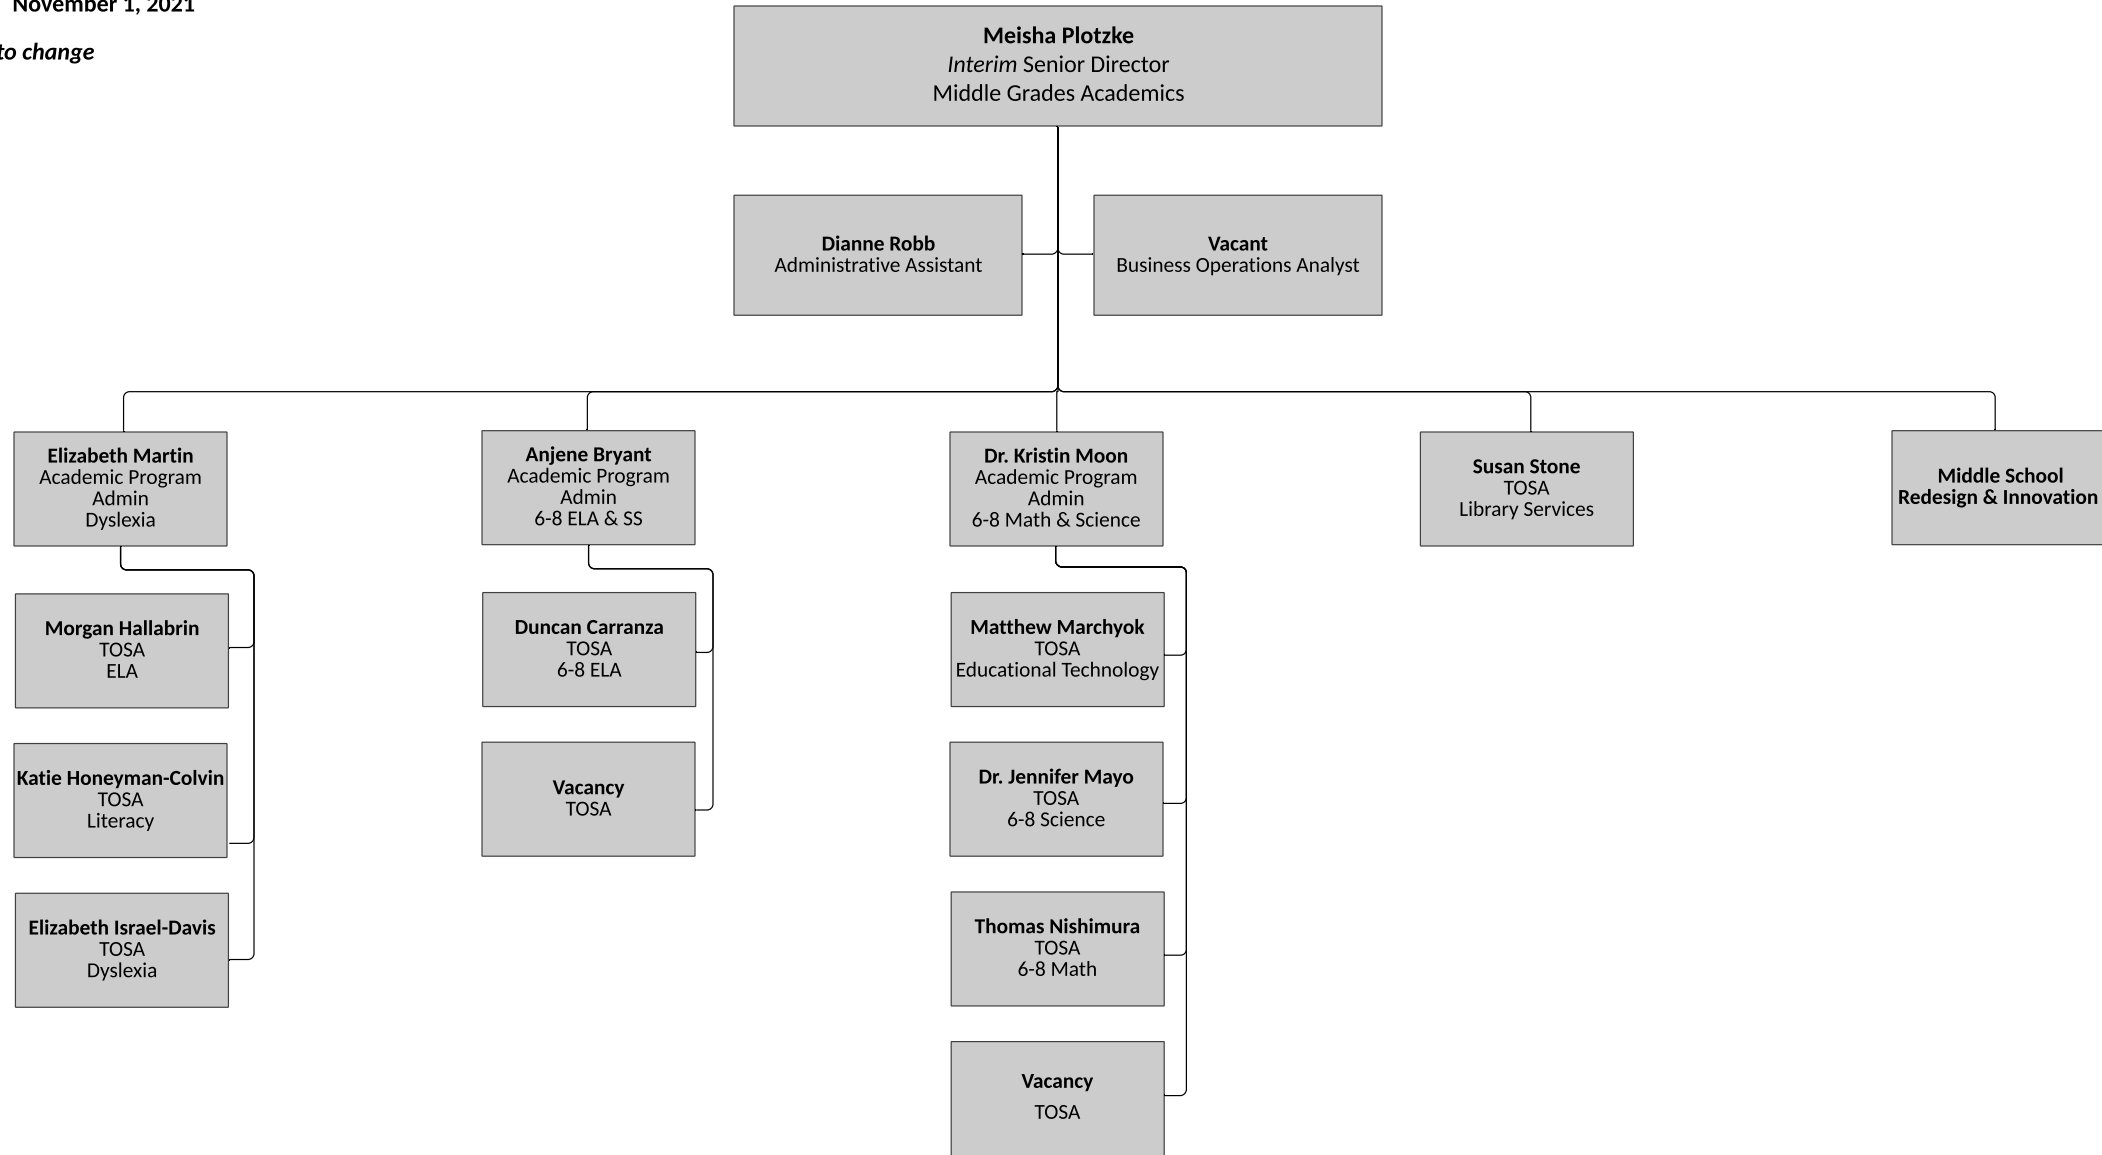 November 1, 2021
to change
Meisha Plotzke
Interim Senior Director
Middle Grades Academics
Dianne Robb
Administrative Assistant
Vacant
Business Operations Analyst
Elizabeth Martin
Academic Program
Admin
Dyslexia
Anjene Bryant
Academic Program
Admin
6-8 ELA & SS
Dr. Kristin Moon
Academic Program
Admin
6-8 Math & Science
Susan Stone
TOSA
Library Services
Middle School
Redesign & Innovation
Morgan Hallabrin
TOSA
ELA
Duncan Carranza
TOSA
6-8 ELA
Matthew Marchyok
TOSA
Educational Technology
Katie Honeyman-Colvin
TOSA
Literacy
Vacancy
TOSA
Dr. Jennifer Mayo
TOSA
6-8 Science
Elizabeth Israel-Davis
TOSA
Dyslexia
Thomas Nishimura
TOSA
6-8 Math
Vacancy
TOSA